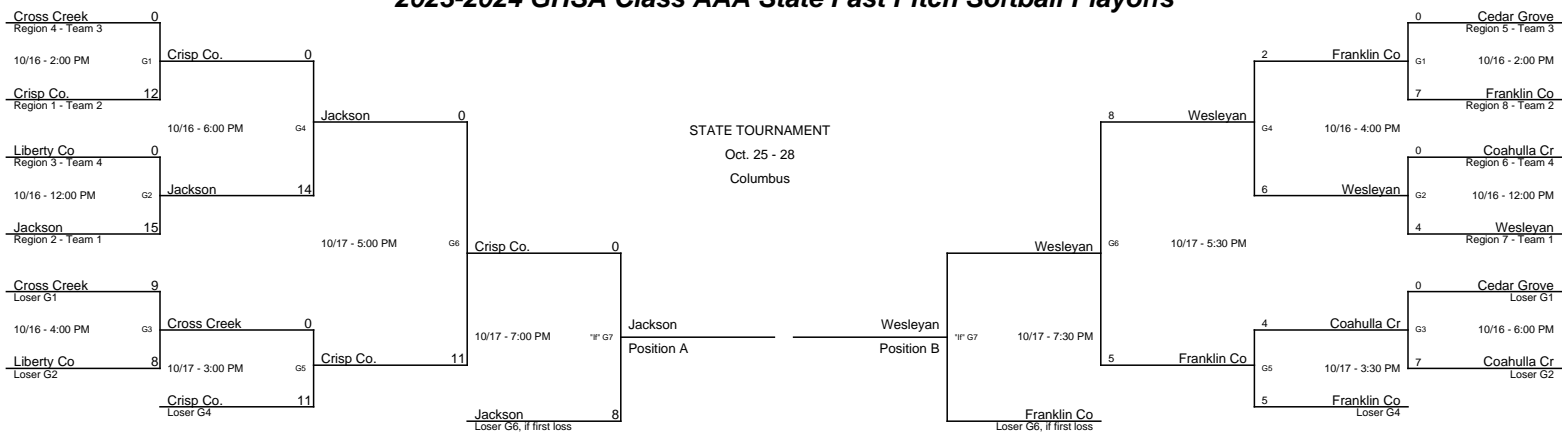 2023-2024 GHSA Class AAA State Fast Pitch Softball Playoffs
Cross Creek 0
Region 4 - Team 3
10/16 - 2:00 PM G1
Crisp Co. 12
Region 1 - Team 2
Crisp Co. 0
10/16 - 6:00 PM G4
Liberty Co 0
Region 3 - Team 4
10/16 - 12:00 PM G2
Jackson 15
Region 2 - Team 1
Jackson 14
Jackson 0
10/17 - 5:00 PM G6
Cross Creek 9
Loser G1
10/16 - 4:00 PM G3
Liberty Co 8
Loser G2
Cross Creek 0
10/17 - 3:00 PM G5
Crisp Co. 11
Loser G4
Crisp Co. 11
Crisp Co. 0
10/17 - 7:00 PM "If" G7
Jackson 8
Loser G6, if first loss
Jackson
Position A
STATE TOURNAMENT
Oct. 25 - 28
Columbus
Wesleyan
Position B
Wesleyan
"If" G7 10/17 - 7:30 PM
Franklin Co
Loser G6, if first loss
8 Wesleyan
G6 10/17 - 5:30 PM
5 Franklin Co
2 Franklin Co
G4 10/16 - 4:00 PM
6 Wesleyan
0 Cedar Grove
Region 5 - Team 3
G1 10/16 - 2:00 PM
7 Franklin Co
Region 8 - Team 2
0 Coahulla Cr
Region 6 - Team 4
G2 10/16 - 12:00 PM
4 Wesleyan
Region 7 - Team 1
4 Coahulla Cr
G5 10/17 - 3:30 PM
5 Franklin Co
Loser G4
0 Cedar Grove
Loser G1
G3 10/16 - 6:00 PM
7 Coahulla Cr
Loser G2